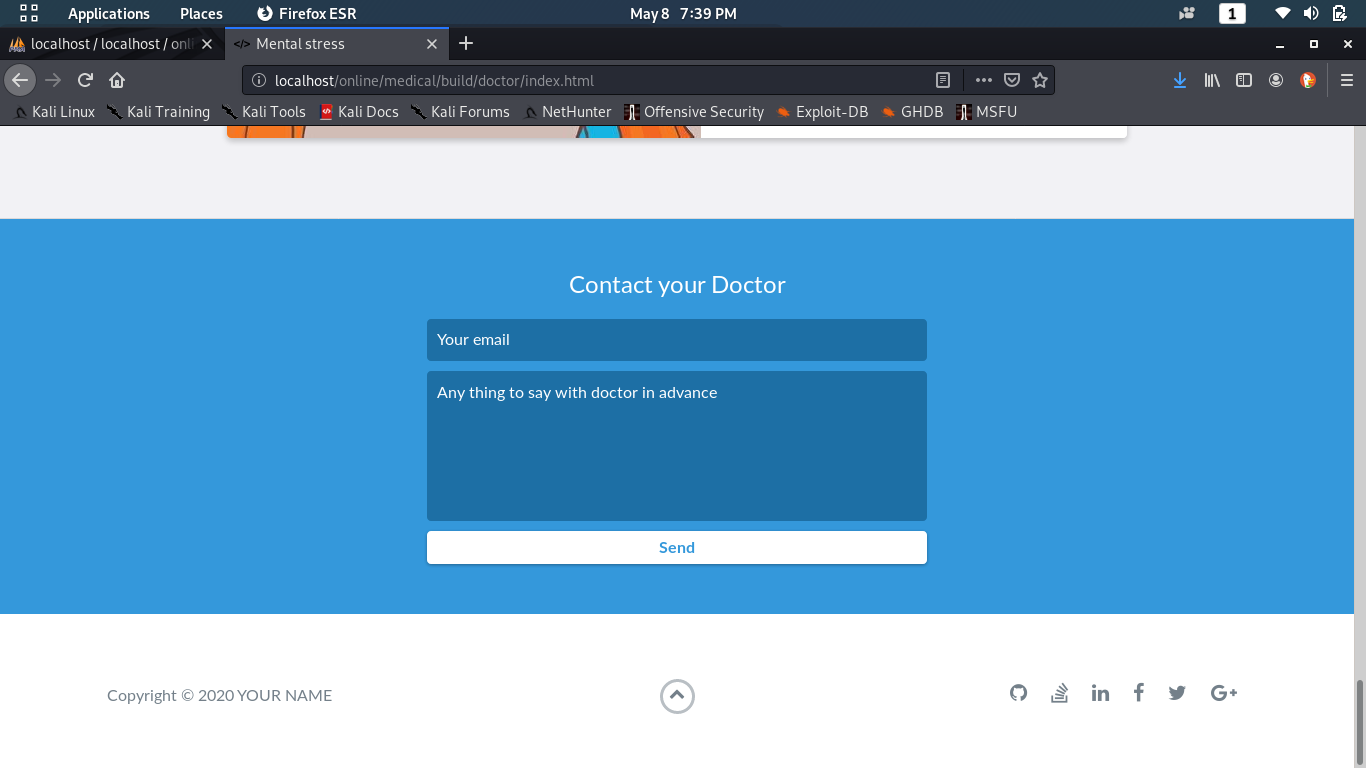 Applications Places Firefox ESR May 8 7:39 PM 1
localhost / localhost / onli Mental stress
localhost/online/medical/build/doctor/index.html
Kali Linux Kali Training Kali Tools Kali Docs Kali Forums NetHunter Offensive Security Exploit-DB GHDB MSFU
Contact your Doctor
Your email
Any thing to say with doctor in advance
Send
Copyright © 2020 YOUR NAME